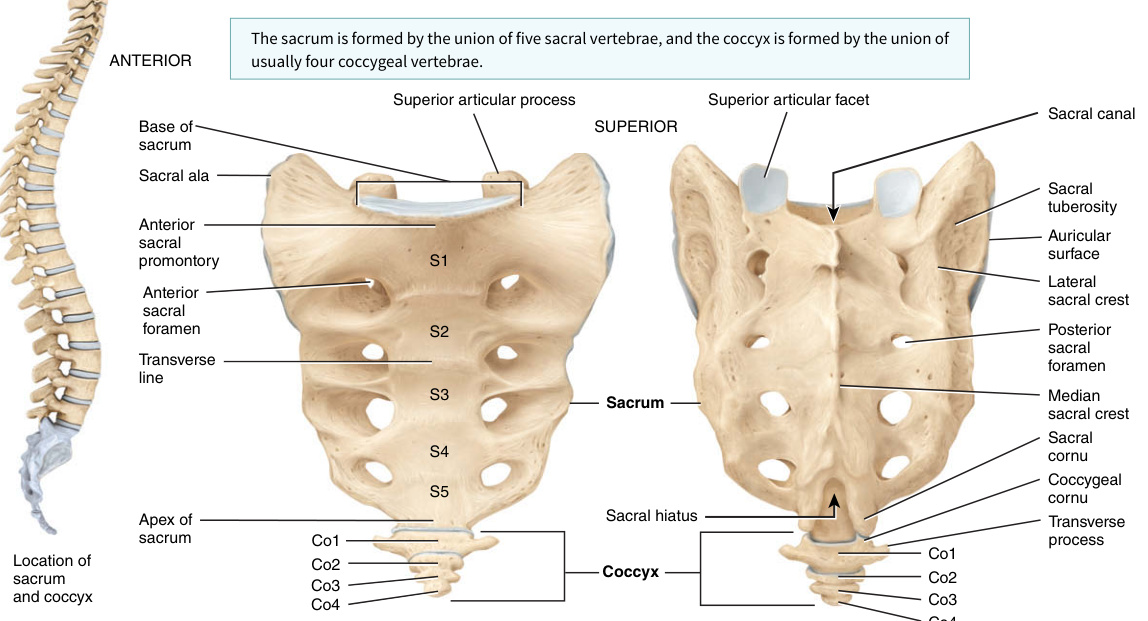 The sacrum is formed by the union of five sacral vertebrae, and the coccyx is formed by the union of
usually four coccygeal vertebrae.
ANTERIOR
Superior articular process
Superior articular facet
SUPERIOR
Base of
sacrum
Sacral ala
Anterior
sacral
promontory
Anterior
sacral
foramen
Transverse
line
Apex of
sacrum
S1
S2
S3
S4
S5
Co1
Co2
Co3
Co4
Location of
sacrum
and coccyx
Sacrum
Sacral hiatus
Coccyx
Sacral canal
Sacral
tuberosity
Auricular
surface
Lateral
sacral crest
Posterior
sacral
foramen
Median
sacral crest
Sacral
cornu
Coccygeal
cornu
Transverse
process
Co1
Co2
Co3